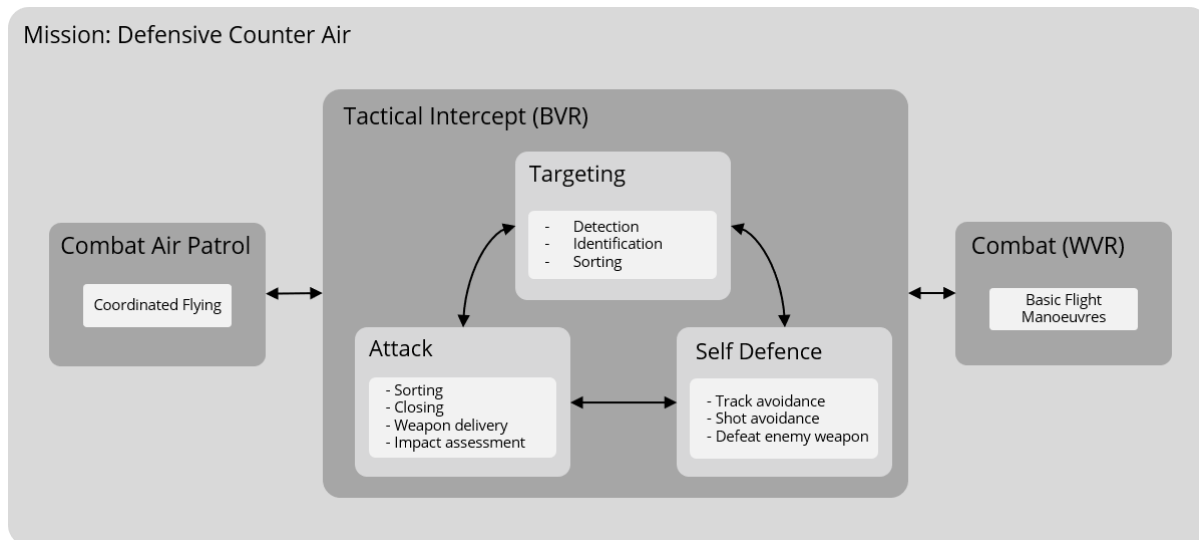 Mission: Defensive Counter Air
Tactical Intercept (BVR)
Targeting
- Detection
- Identification
- Sorting
Combat Air Patrol
Coordinated Flying
Combat (WVR)
Basic Flight
Manoeuvres
Attack
- Sorting
- Closing
- Weapon delivery
- Impact assessment
Self Defence
- Track avoidance
- Shot avoidance
- Defeat enemy weapon